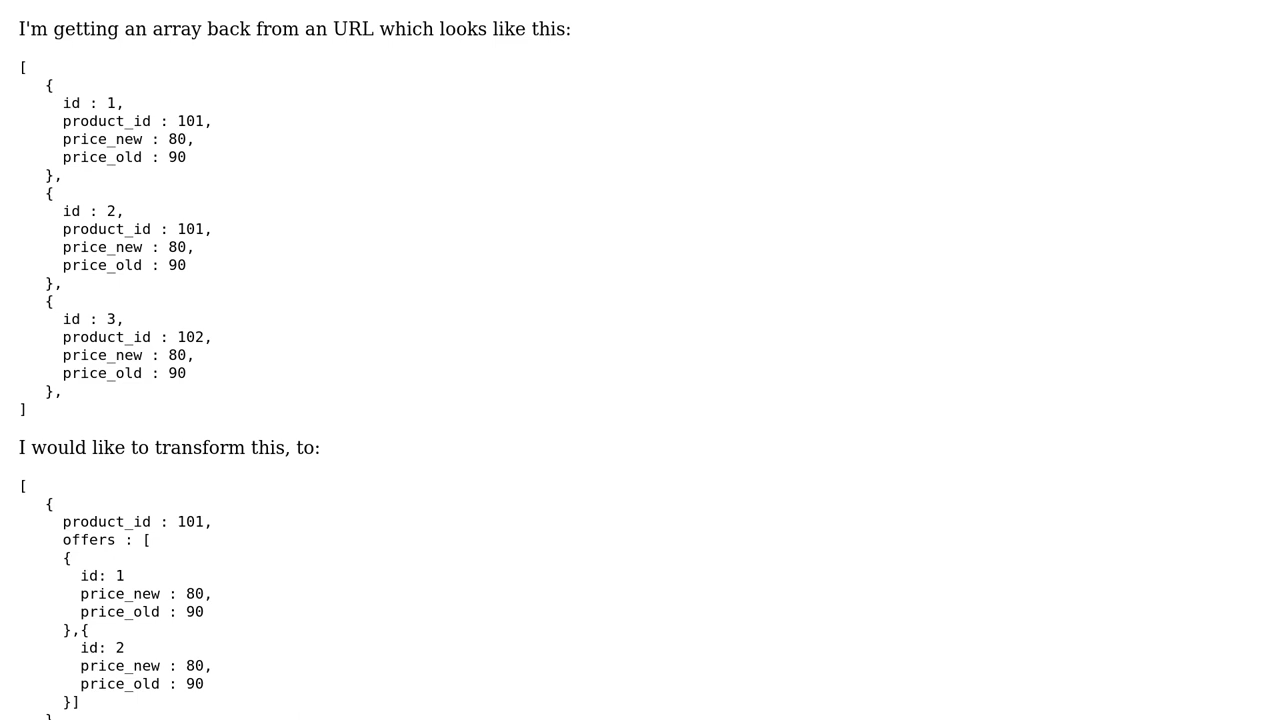 I'm getting an array back from an URL which looks like this:
[
   {
     id : 1,
     product_id : 101,
     price_new : 80,
     price_old : 90
   },
   {
     id : 2,
     product_id : 101,
     price_new : 80,
     price_old : 90
   },
   {
     id : 3,
     product_id : 102,
     price_new : 80,
     price_old : 90
   },
]
I would like to transform this, to:
[
   {
     product_id : 101,
     offers : [
     {
       id: 1
       price_new : 80,
       price_old : 90
     },{
       id: 2
       price_new : 80,
       price_old : 90
     }]
   }